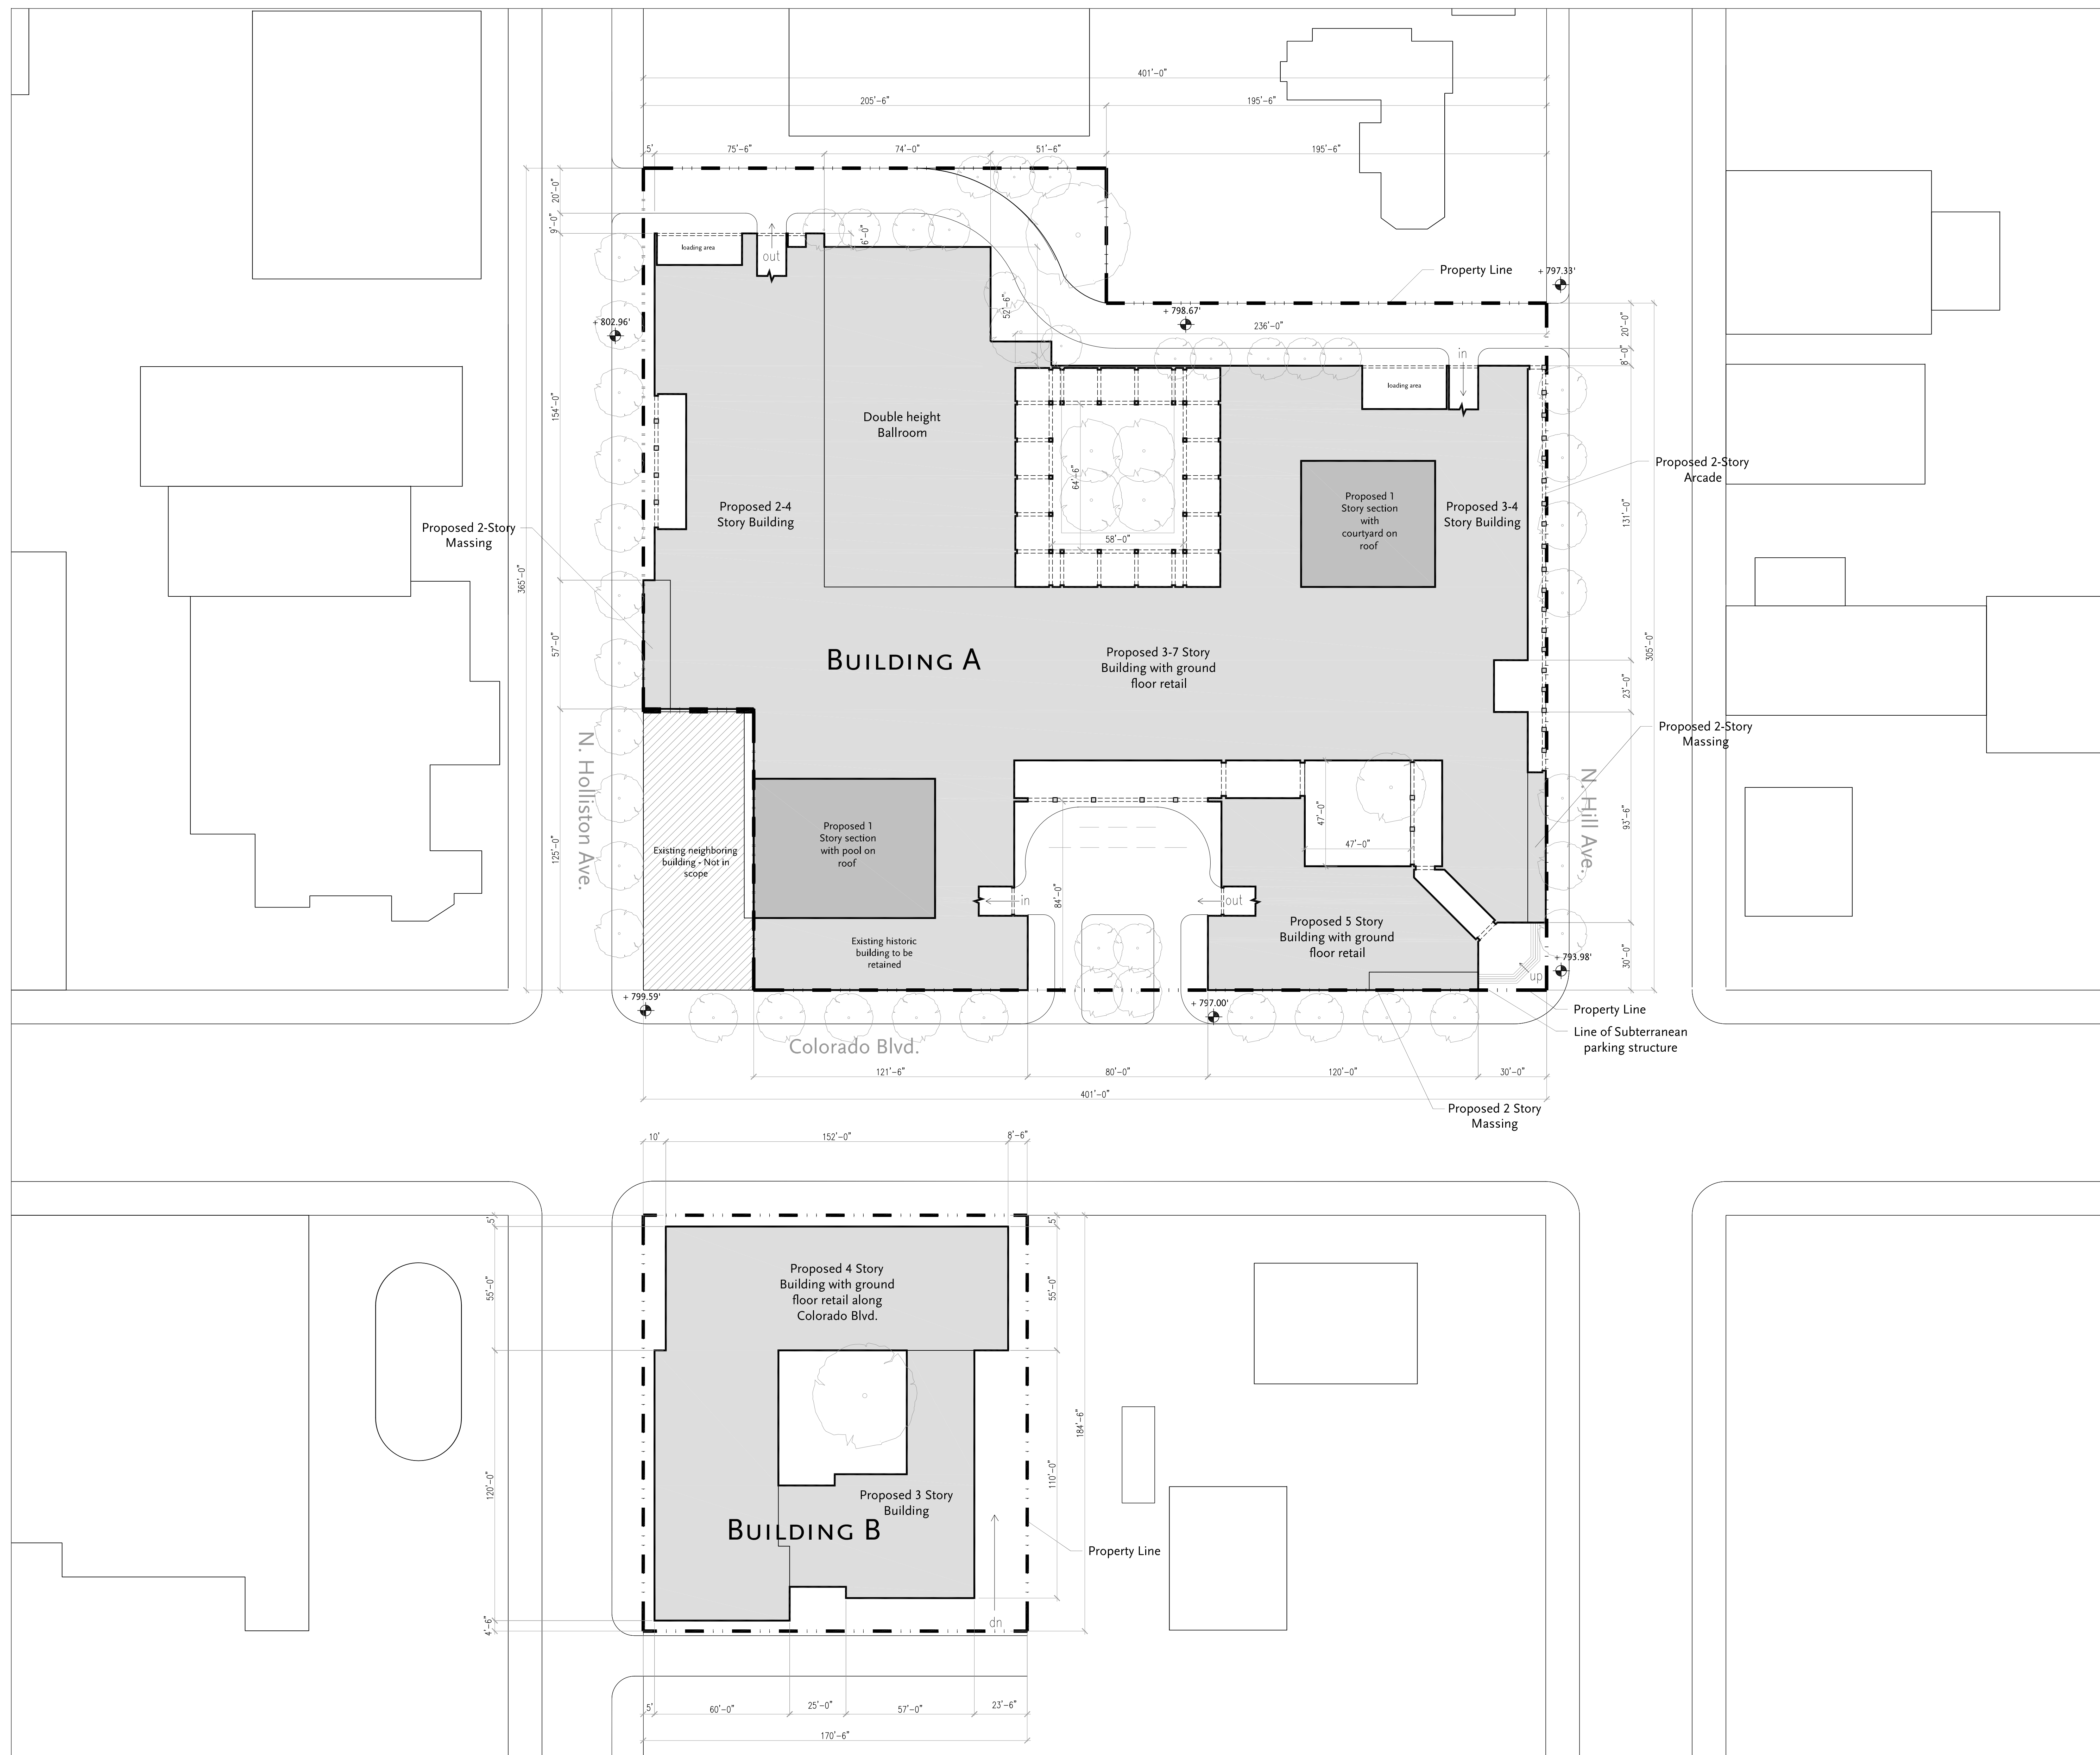 401'-0"
205'-6"
195'-6"
5'
75'-6"
74'-0"
51'-6"
195'-6"
20'-0"
9'-0"
6'-0"
loading area
out
Property Line
+ 797.33'
+ 802.96'
+ 798.67'
52'-6"
236'-0"
20'-0"
8'-0"
in
loading area
154'-0"
Double height
Ballroom
Proposed 2-Story
Arcade
64'-6"
58'-0"
Proposed 2-4
Story Building
Proposed 1
Story section
with
courtyard on
roof
Proposed 3-4
Story Building
131'-0"
Proposed 2-Story
Massing
365'-0"
57'-0"
BUILDING A
Proposed 3-7 Story
Building with ground
floor retail
305'-0"
23'-0"
Proposed 2-Story
Massing
N. Holliston Ave.
N. Hill Ave.
125'-0"
Existing neighboring
building - Not in
scope
Proposed 1
Story section
with pool on
roof
47'-0"
47'-0"
93'-6"
in
84'-0"
out
Existing historic
building to be
retained
Proposed 5 Story
Building with ground
floor retail
30'-0"
up
+ 793.98'
+ 799.59'
+ 797.00'
Property Line
Line of Subterranean
parking structure
Colorado Blvd.
121'-6"
80'-0"
120'-0"
30'-0"
401'-0"
Proposed 2 Story
Massing
10'
152'-0"
8'-6"
5'
5'
55'-0"
Proposed 4 Story
Building with ground
floor retail along
Colorado Blvd.
55'-0"
184'-6"
120'-0"
110'-0"
Proposed 3 Story
Building
BUILDING B
Property Line
4'-6"
dn
5'
60'-0"
25'-0"
57'-0"
23'-6"
170'-6"